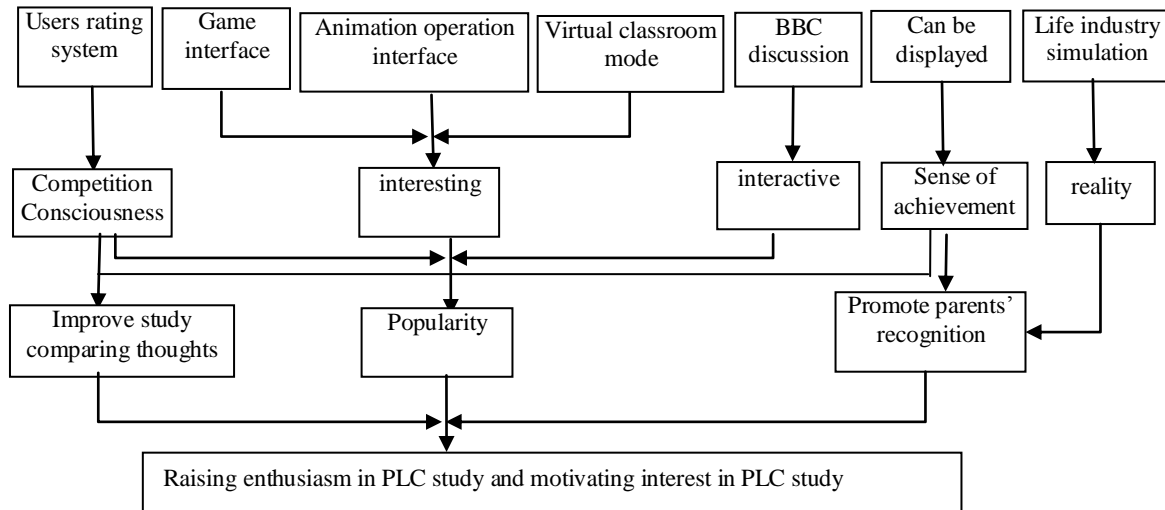 Users rating
system
Game
interface
Animation operation
interface
Virtual classroom
mode
BBC
discussion
Can be
displayed
Life industry
simulation
Competition
Consciousness
interesting
interactive
Sense of
achievement
reality
Improve study
comparing thoughts
Popularity
Promote parents’
recognition
Raising enthusiasm in PLC study and motivating interest in PLC study